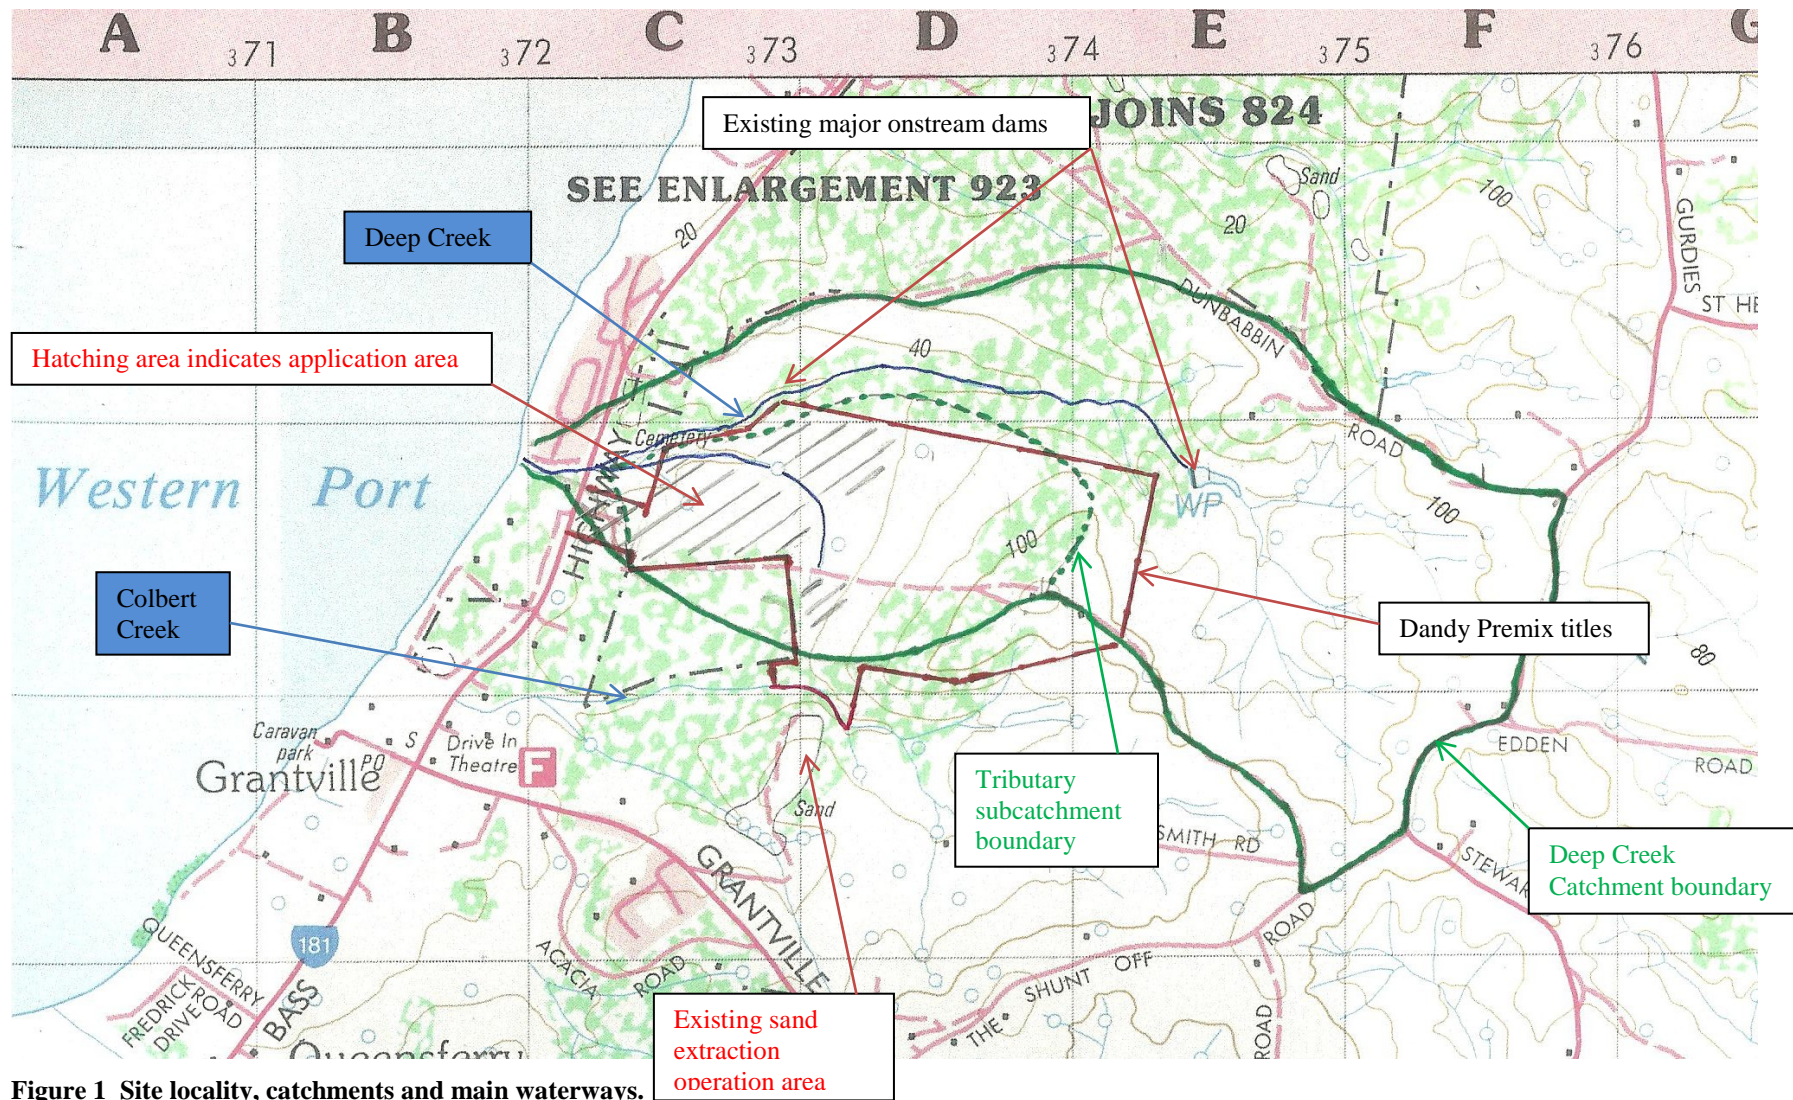 A B C D E F G
371 372 373 374 375 376
Existing major onstream dams
JOINS 824
SEE ENLARGEMENT 923
Sand
100
20
20
GURDIES
ST HE
Deep Creek
DUNBABBIN
ROAD
Hatching area indicates application area
40
Cemetery
HIGHWAY
Western Port
WP
100
100
Colbert
Creek
Dandy Premix titles
80
Caravan
park
PO
S
Drive In
Theatre
F
Grantville
EDDEN
ROAD
Tributary
subcatchment
boundary
Sand
SMITH RD
STEWAR
Deep Creek
Catchment boundary
GRANTVILLE
181
QUEENSFERRY
ROAD
FREDRICK
DRIVE
BASS
ACACIA
ROAD
THE SHUNT OFF
ROAD
ROAD
Queensferry
Existing sand
extraction
operation area
Figure 1 Site locality, catchments and main waterways.